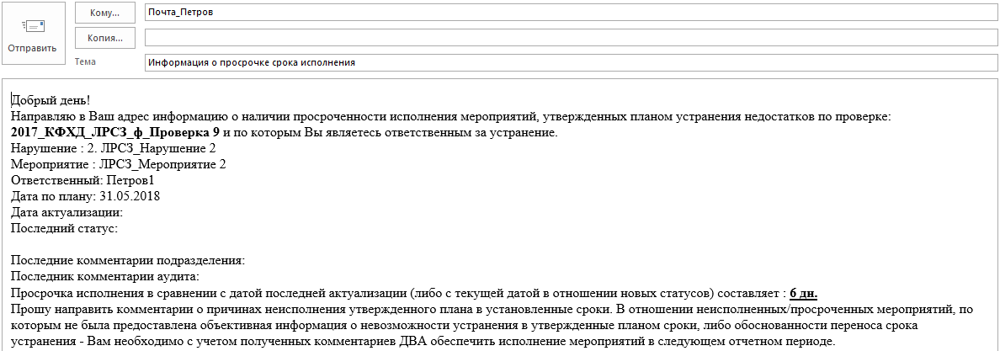 Кому...
Почта_Петров
Отправить
Копия...
Тема
Информация о просрочке срока исполнения
Добрый день!
Направляю в Ваш адрес информацию о наличии просроченности исполнения мероприятий, утвержденных планом устранения недостатков по проверке:
2017_КФХД_ЛРСЗ_ф_Проверка 9 и по которым Вы являетесь ответственным за устранение.
Нарушение : 2. ЛРСЗ_Нарушение 2
Мероприятие : ЛРСЗ_Мероприятие 2
Ответственный: Петров1
Дата по плану: 31.05.2018
Дата актуализации:
Последний статус:
Последние комментарии подразделения:
Последник комментарии аудита:
Просрочка исполнения в сравнении с датой последней актуализации (либо с текущей датой в отношении новых статусов) составляет : 6 дн.
Прошу направить комментарии о причинах неисполнения утвержденного плана в установленные сроки. В отношении неисполненных/просроченных мероприятий, по
которым не была предоставлена объективная информация о невозможности устранения в утвержденные планом сроки, либо обоснованности переноса срока
устранения - Вам необходимо с учетом полученных комментариев ДВА обеспечить исполнение мероприятий в следующем отчетном периоде.